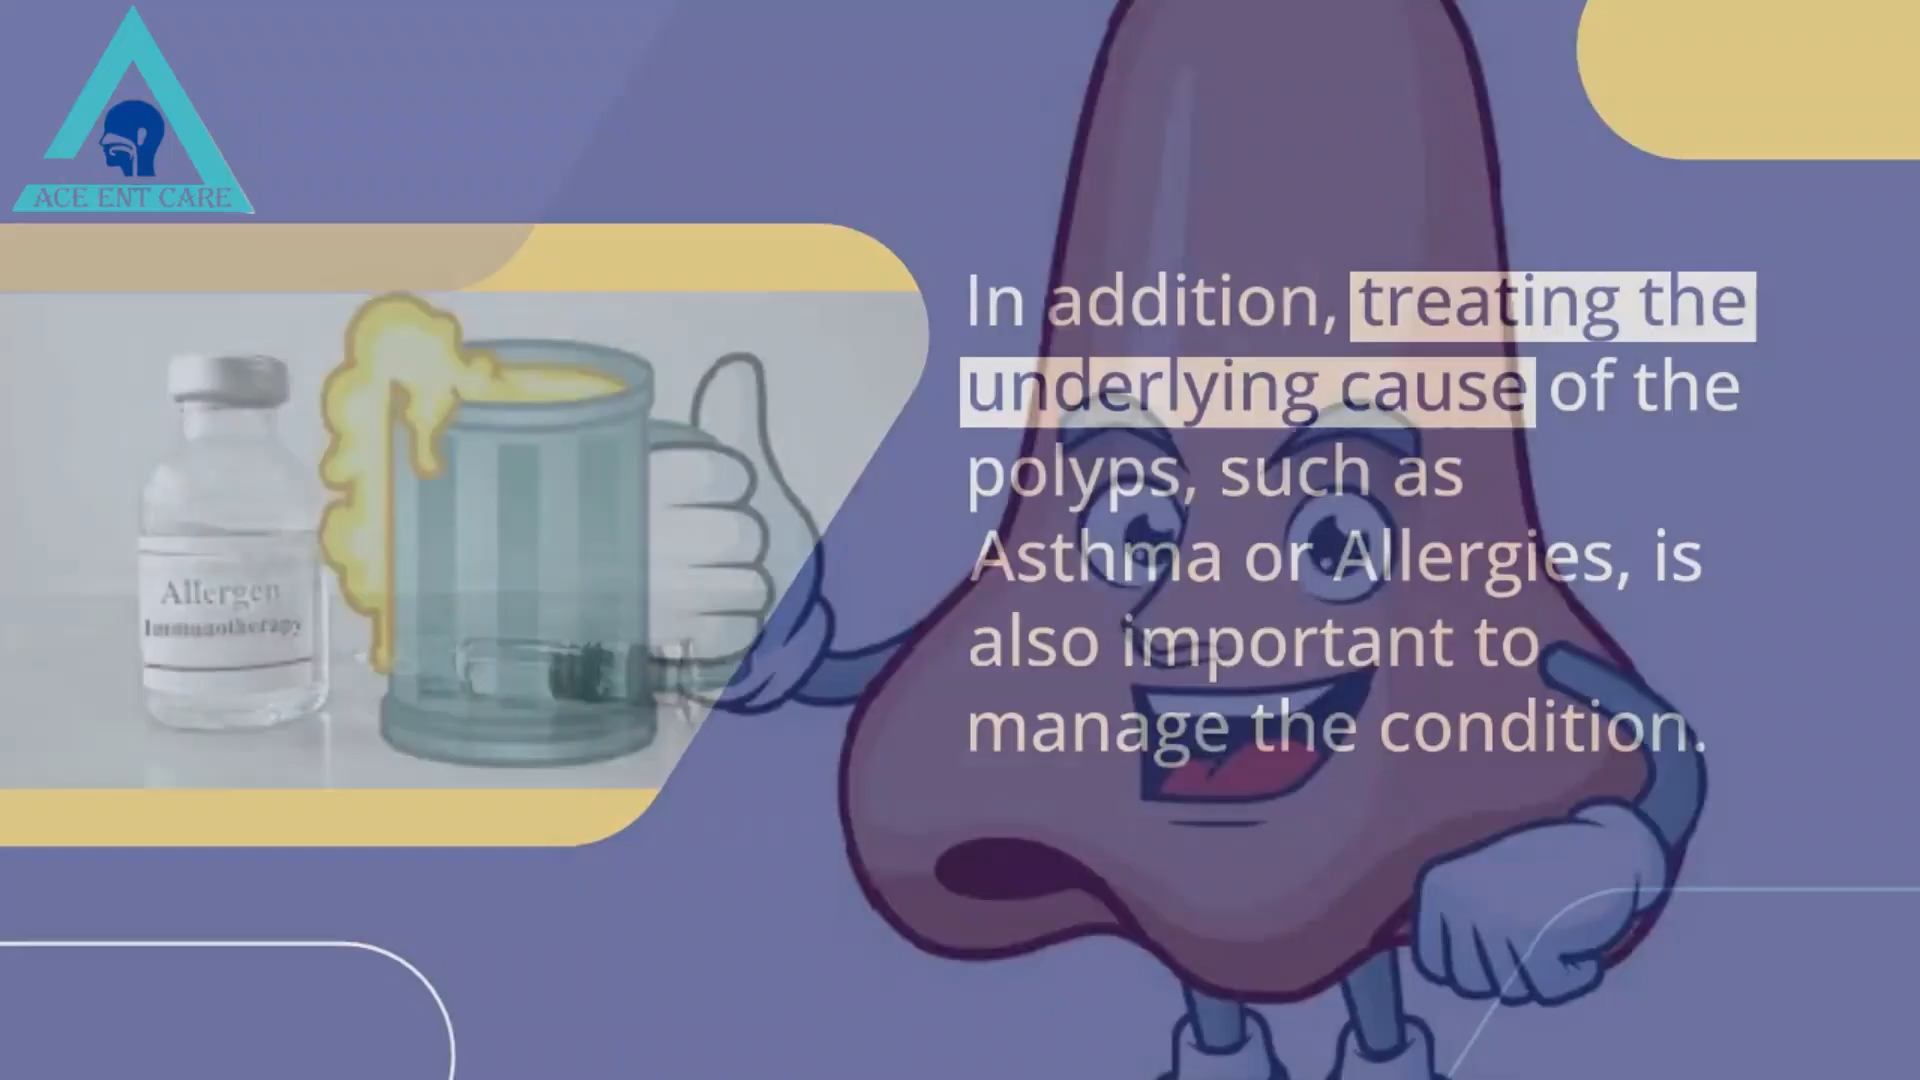 ACE ENT CARE
In addition, treating the
underlying cause of the
polyps, such as
Asthma or Allergies, is
also important to
manage the condition.
Allergen
Immunotherapy